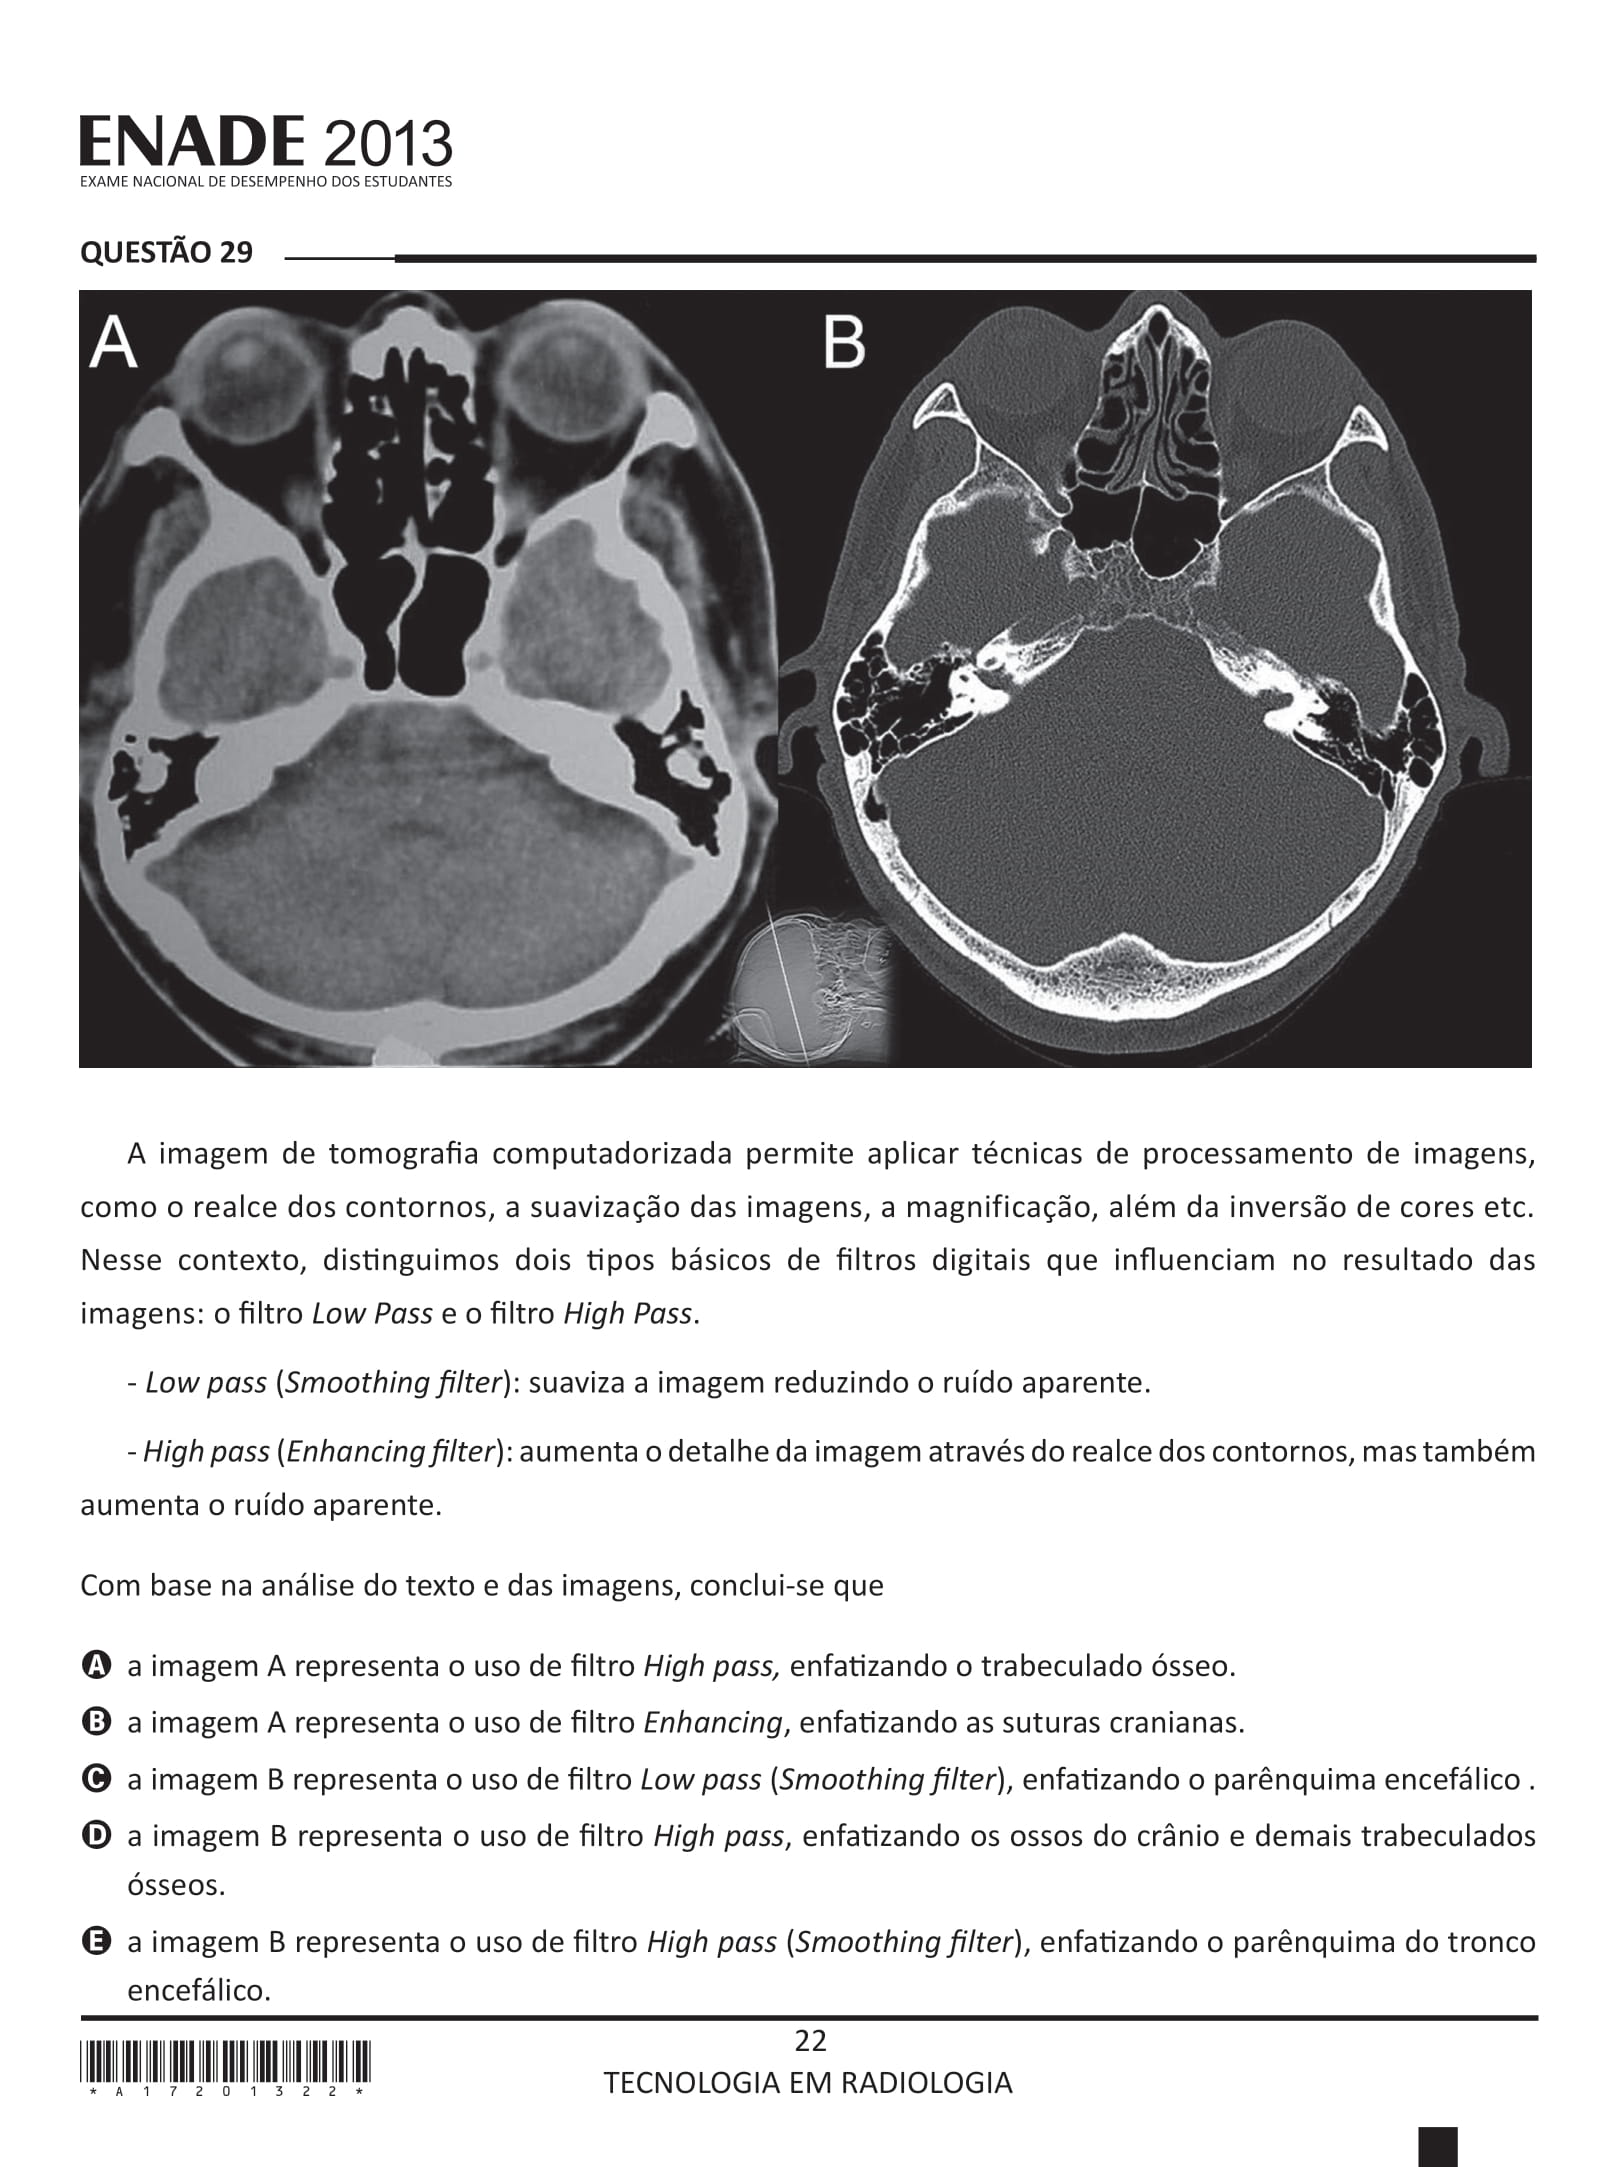 ENADE 2013
EXAME NACIONAL DE DESEMPENHO DOS ESTUDANTES
QUESTÃO 29
A B
A imagem de tomografia computadorizada permite aplicar técnicas de processamento de imagens,
como o realce dos contornos, a suavização das imagens, a magnificação, além da inversão de cores etc.
Nesse contexto, distinguimos dois tipos básicos de filtros digitais que influenciam no resultado das
imagens: o filtro Low Pass e o filtro High Pass.
- Low pass (Smoothing filter): suaviza a imagem reduzindo o ruído aparente.
- High pass (Enhancing filter): aumenta o detalhe da imagem através do realce dos contornos, mas também
aumenta o ruído aparente.
Com base na análise do texto e das imagens, conclui-se que
A a imagem A representa o uso de filtro High pass, enfatizando o trabeculado ósseo.
B a imagem A representa o uso de filtro Enhancing, enfatizando as suturas cranianas.
C a imagem B representa o uso de filtro Low pass (Smoothing filter), enfatizando o parênquima encefálico .
D a imagem B representa o uso de filtro High pass, enfatizando os ossos do crânio e demais trabeculados
ósseos.
E a imagem B representa o uso de filtro High pass (Smoothing filter), enfatizando o parênquima do tronco
encefálico.
22
TECNOLOGIA EM RADIOLOGIA
* A 1 7 2 0 1 3 2 2 *